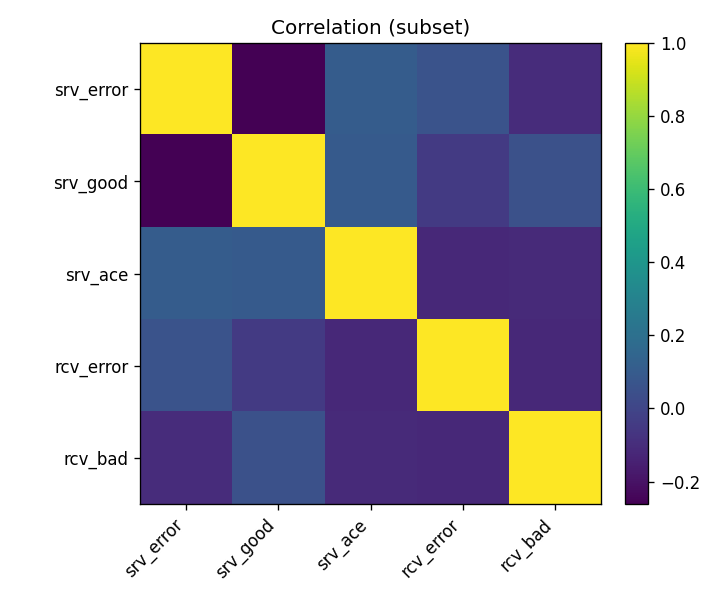 Correlation (subset)
srv_error
srv_good
srv_ace
rcv_error
rcv_bad
srv_error
srv_good
srv_ace
rcv_error
rcv_bad
1.0
0.8
0.6
0.4
0.2
0.0
−0.2